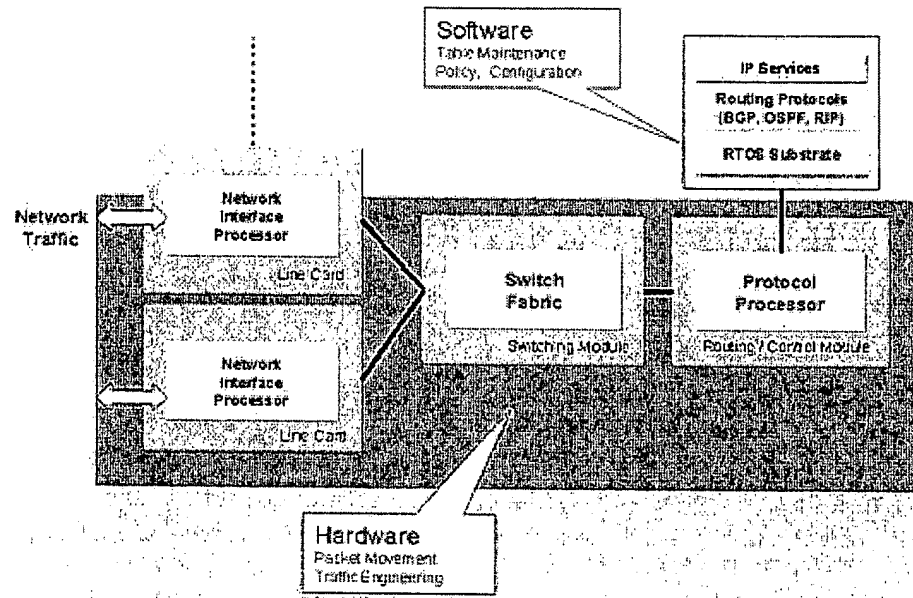 Software
Table Maintenance
Policy, Configuration
IP Services
Routing Protocols
(BGP, OSPF, RIP)
RTOS Substrate
Network
Traffic
Network
Interface
Processor
Line Card
Network
Interface
Processor
Line Card
Switch
Fabric
Switching Module
Protocol
Processor
Routing / Control Module
Hardware
Packet Movement
Traffic Engineering